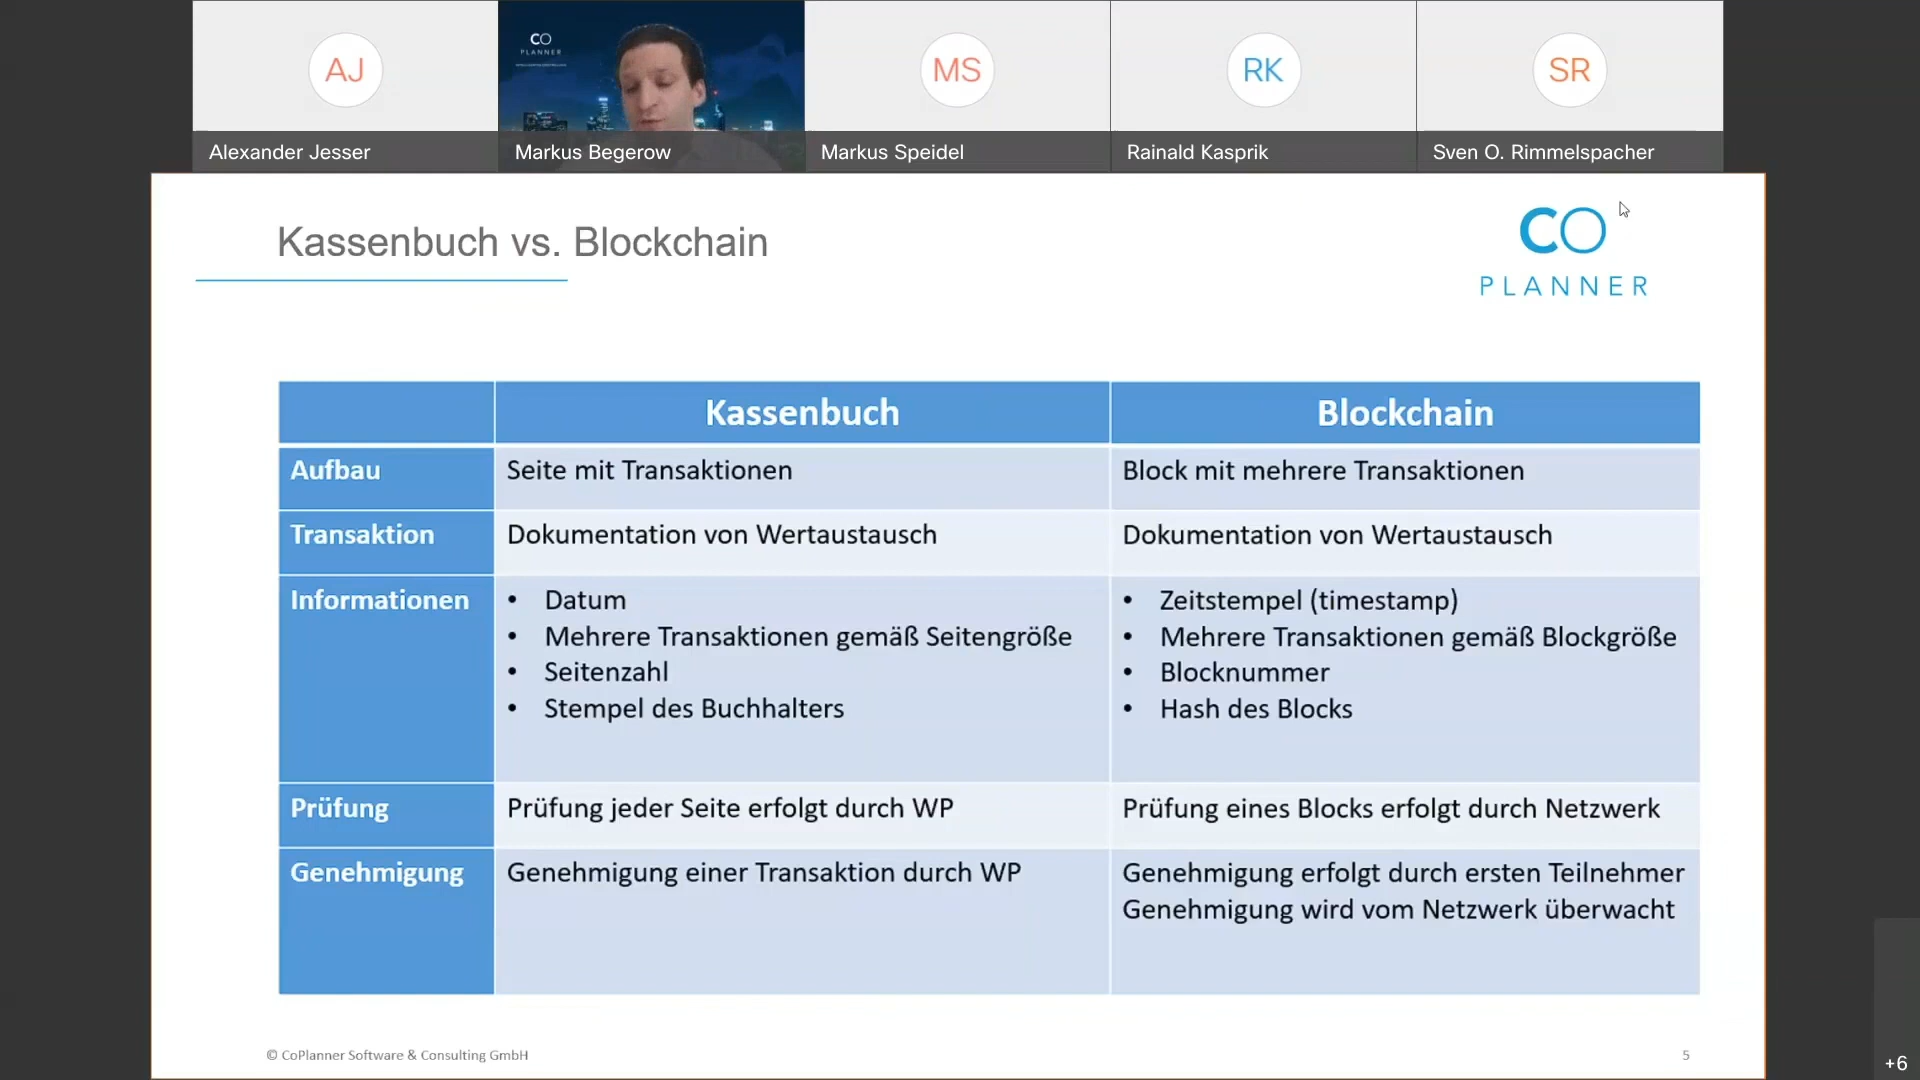 AJ
MS
RK
SR
CO
PLANNER
Alexander Jesser
Markus Begerow
Markus Speidel
Rainald Kasprik
Sven O. Rimmelspacher
Kassenbuch vs. Blockchain
CO
PLANNER
Kassenbuch
Blockchain
Aufbau
Seite mit Transaktionen
Block mit mehrere Transaktionen
Transaktion
Dokumentation von Wertaustausch
Dokumentation von Wertaustausch
Informationen
• Datum
• Mehrere Transaktionen gemäß Seitengröße
• Seitenzahl
• Stempel des Buchhalters
• Zeitstempel (timestamp)
• Mehrere Transaktionen gemäß Blockgröße
• Blocknummer
• Hash des Blocks
Prüfung
Prüfung jeder Seite erfolgt durch WP
Prüfung eines Blocks erfolgt durch Netzwerk
Genehmigung
Genehmigung einer Transaktion durch WP
Genehmigung erfolgt durch ersten Teilnehmer
Genehmigung wird vom Netzwerk überwacht
© CoPlanner Software & Consulting GmbH
5
+6